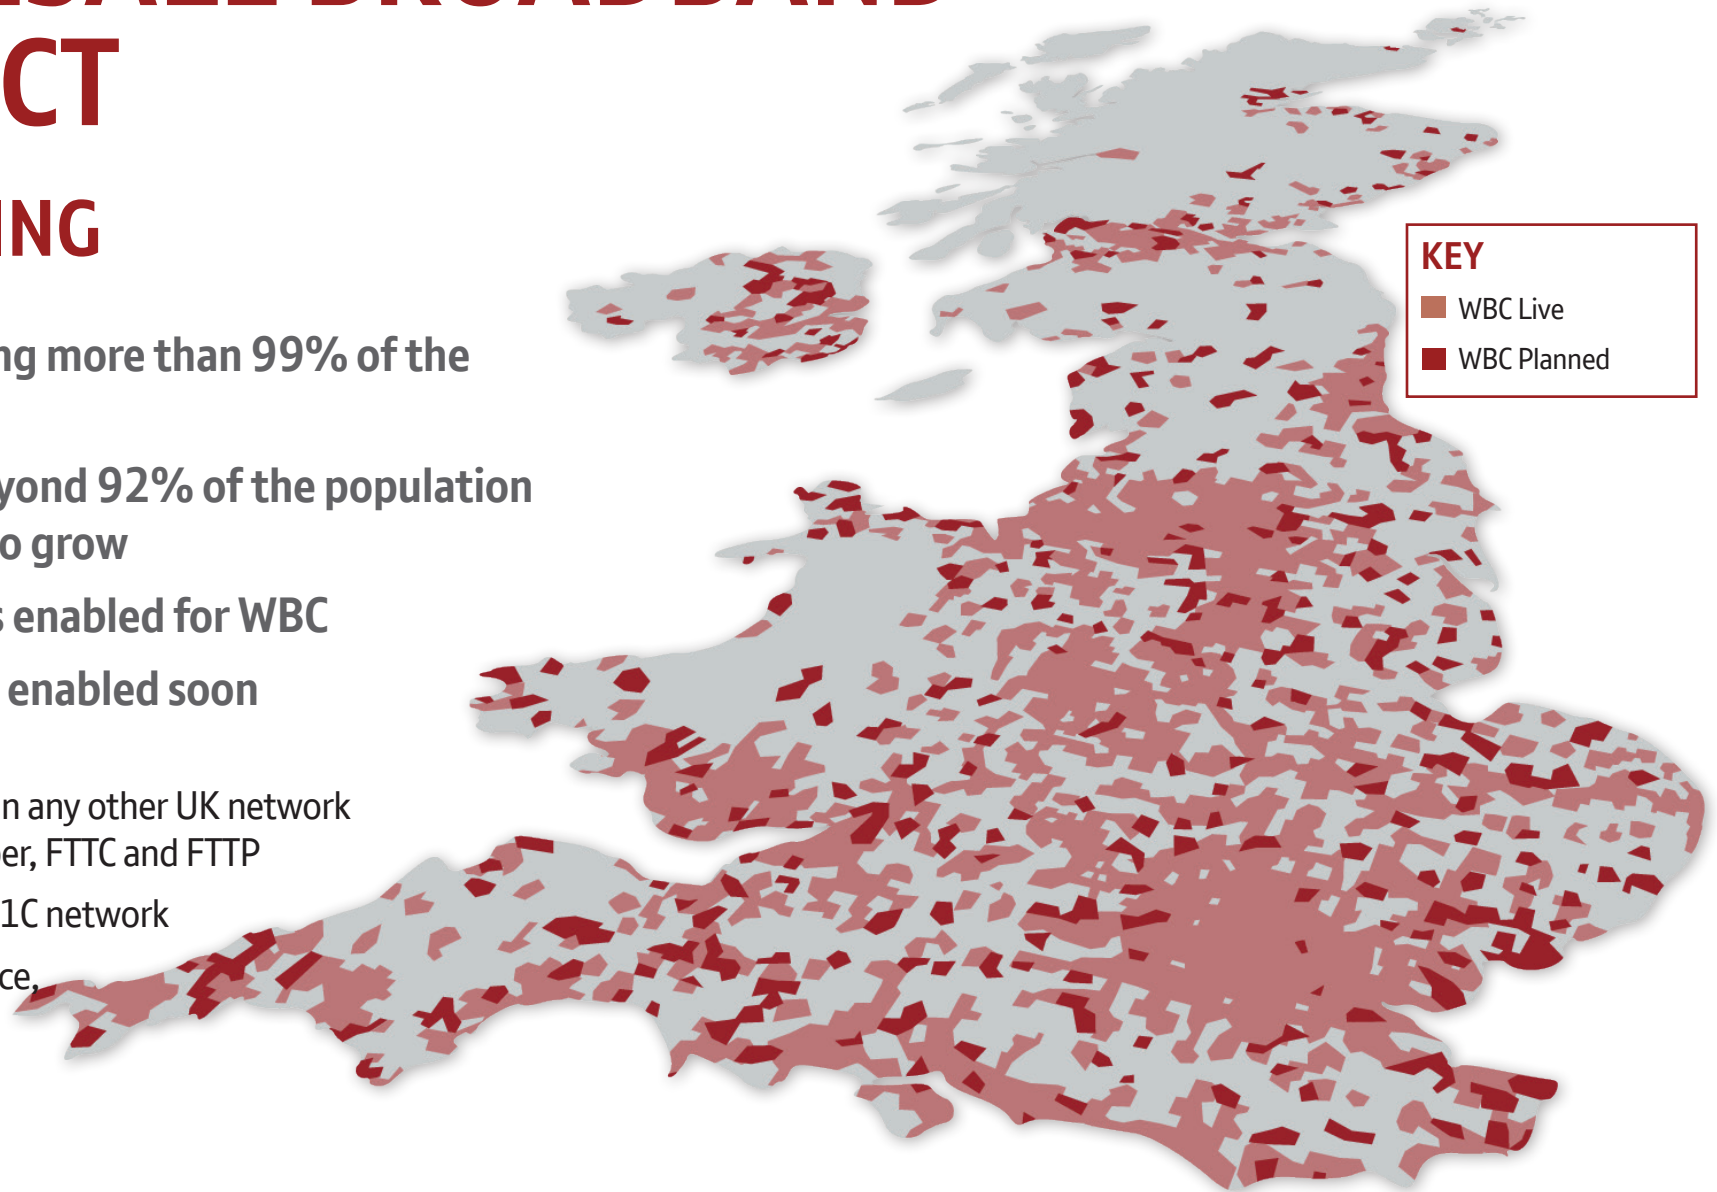 CT
ING
ng more than 99% of the
yond 92% of the population
o grow
s enabled for WBC
enabled soon
n any other UK network
er, FTTC and FTTP
1C network
ce,
KEY
WBC Live
WBC Planned